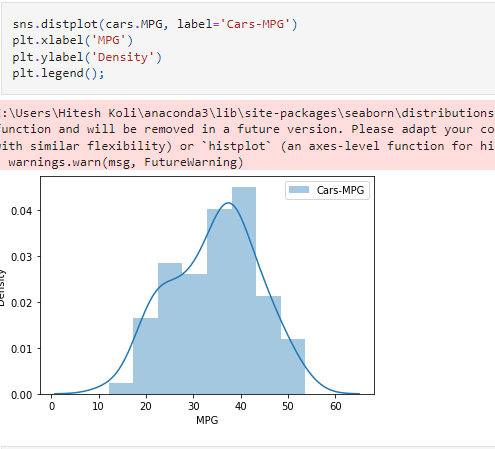 sns.distplot(cars.MPG, label='Cars-MPG')
plt.xlabel('MPG')
plt.ylabel('Density')
plt.legend();
:\Users\Hitesh Koli\anaconda3\lib\site-packages\seaborn\distributions
function and will be removed in a future version. Please adapt your co
with similar flexibility) or `histplot` (an axes-level function for hi
warnings.warn(msg, FutureWarning)
Cars-MPG
0.04
0.03
Density
0.02
0.01
0.00
0 10 20 30 40 50 60
MPG